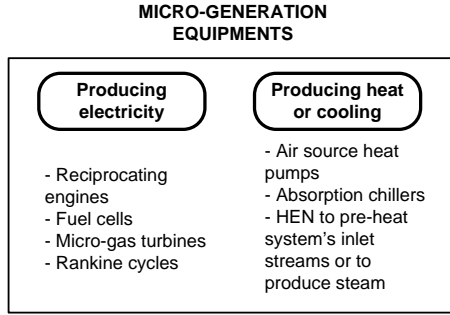 MICRO-GENERATION
EQUIPMENTS
Producing
electricity
- Reciprocating
engines
- Fuel cells
- Micro-gas turbines
- Rankine cycles
Producing heat
or cooling
- Air source heat
pumps
- Absorption chillers
- HEN to pre-heat
system's inlet
streams or to
produce steam